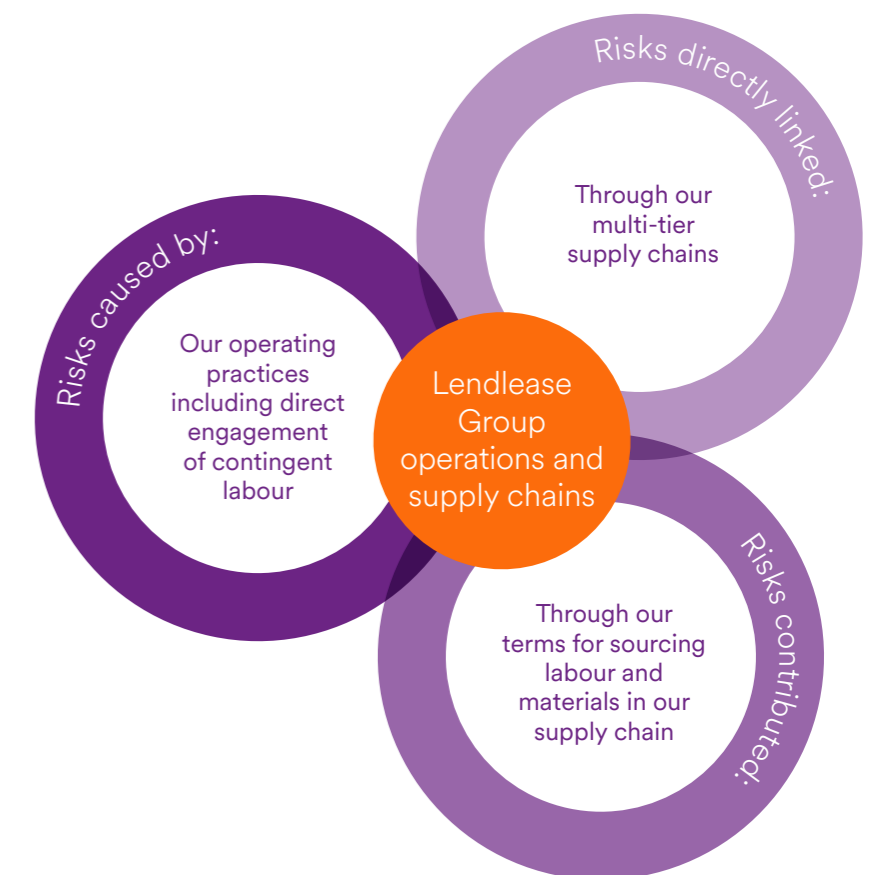 Risks directly linked:
Through our
multi-tier
supply chains
Risks caused by:
Our operating
practices
including direct
engagement
of contingent
labour
Lendlease
Group
operations and
supply chains
Risks contributed:
Through our
terms for sourcing
labour and
materials in our
supply chain